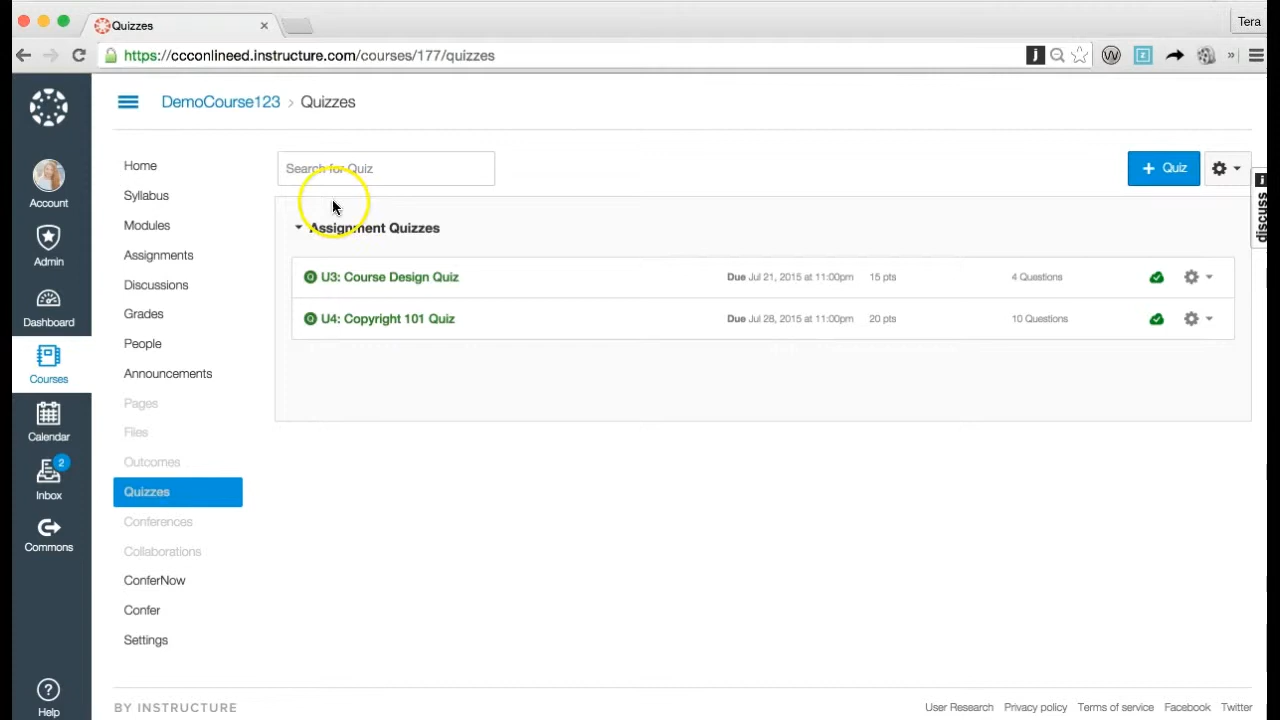 Quizzes
Tera
https://ccconlineed.instructure.com/courses/177/quizzes
DemoCourse123 › Quizzes
Search for Quiz
+ Quiz
discuss
Assignment Quizzes
U3: Course Design Quiz Due Jul 21, 2015 at 11:00pm 15 pts 4 Questions
U4: Copyright 101 Quiz Due Jul 28, 2015 at 11:00pm 20 pts 10 Questions
Account
Admin
Dashboard
Courses
Calendar
2
Inbox
Commons
Help
Home
Syllabus
Modules
Assignments
Discussions
Grades
People
Announcements
Pages
Files
Outcomes
Quizzes
Conferences
Collaborations
ConferNow
Confer
Settings
BY INSTRUCTURE
User Research Privacy policy Terms of service Facebook Twitter